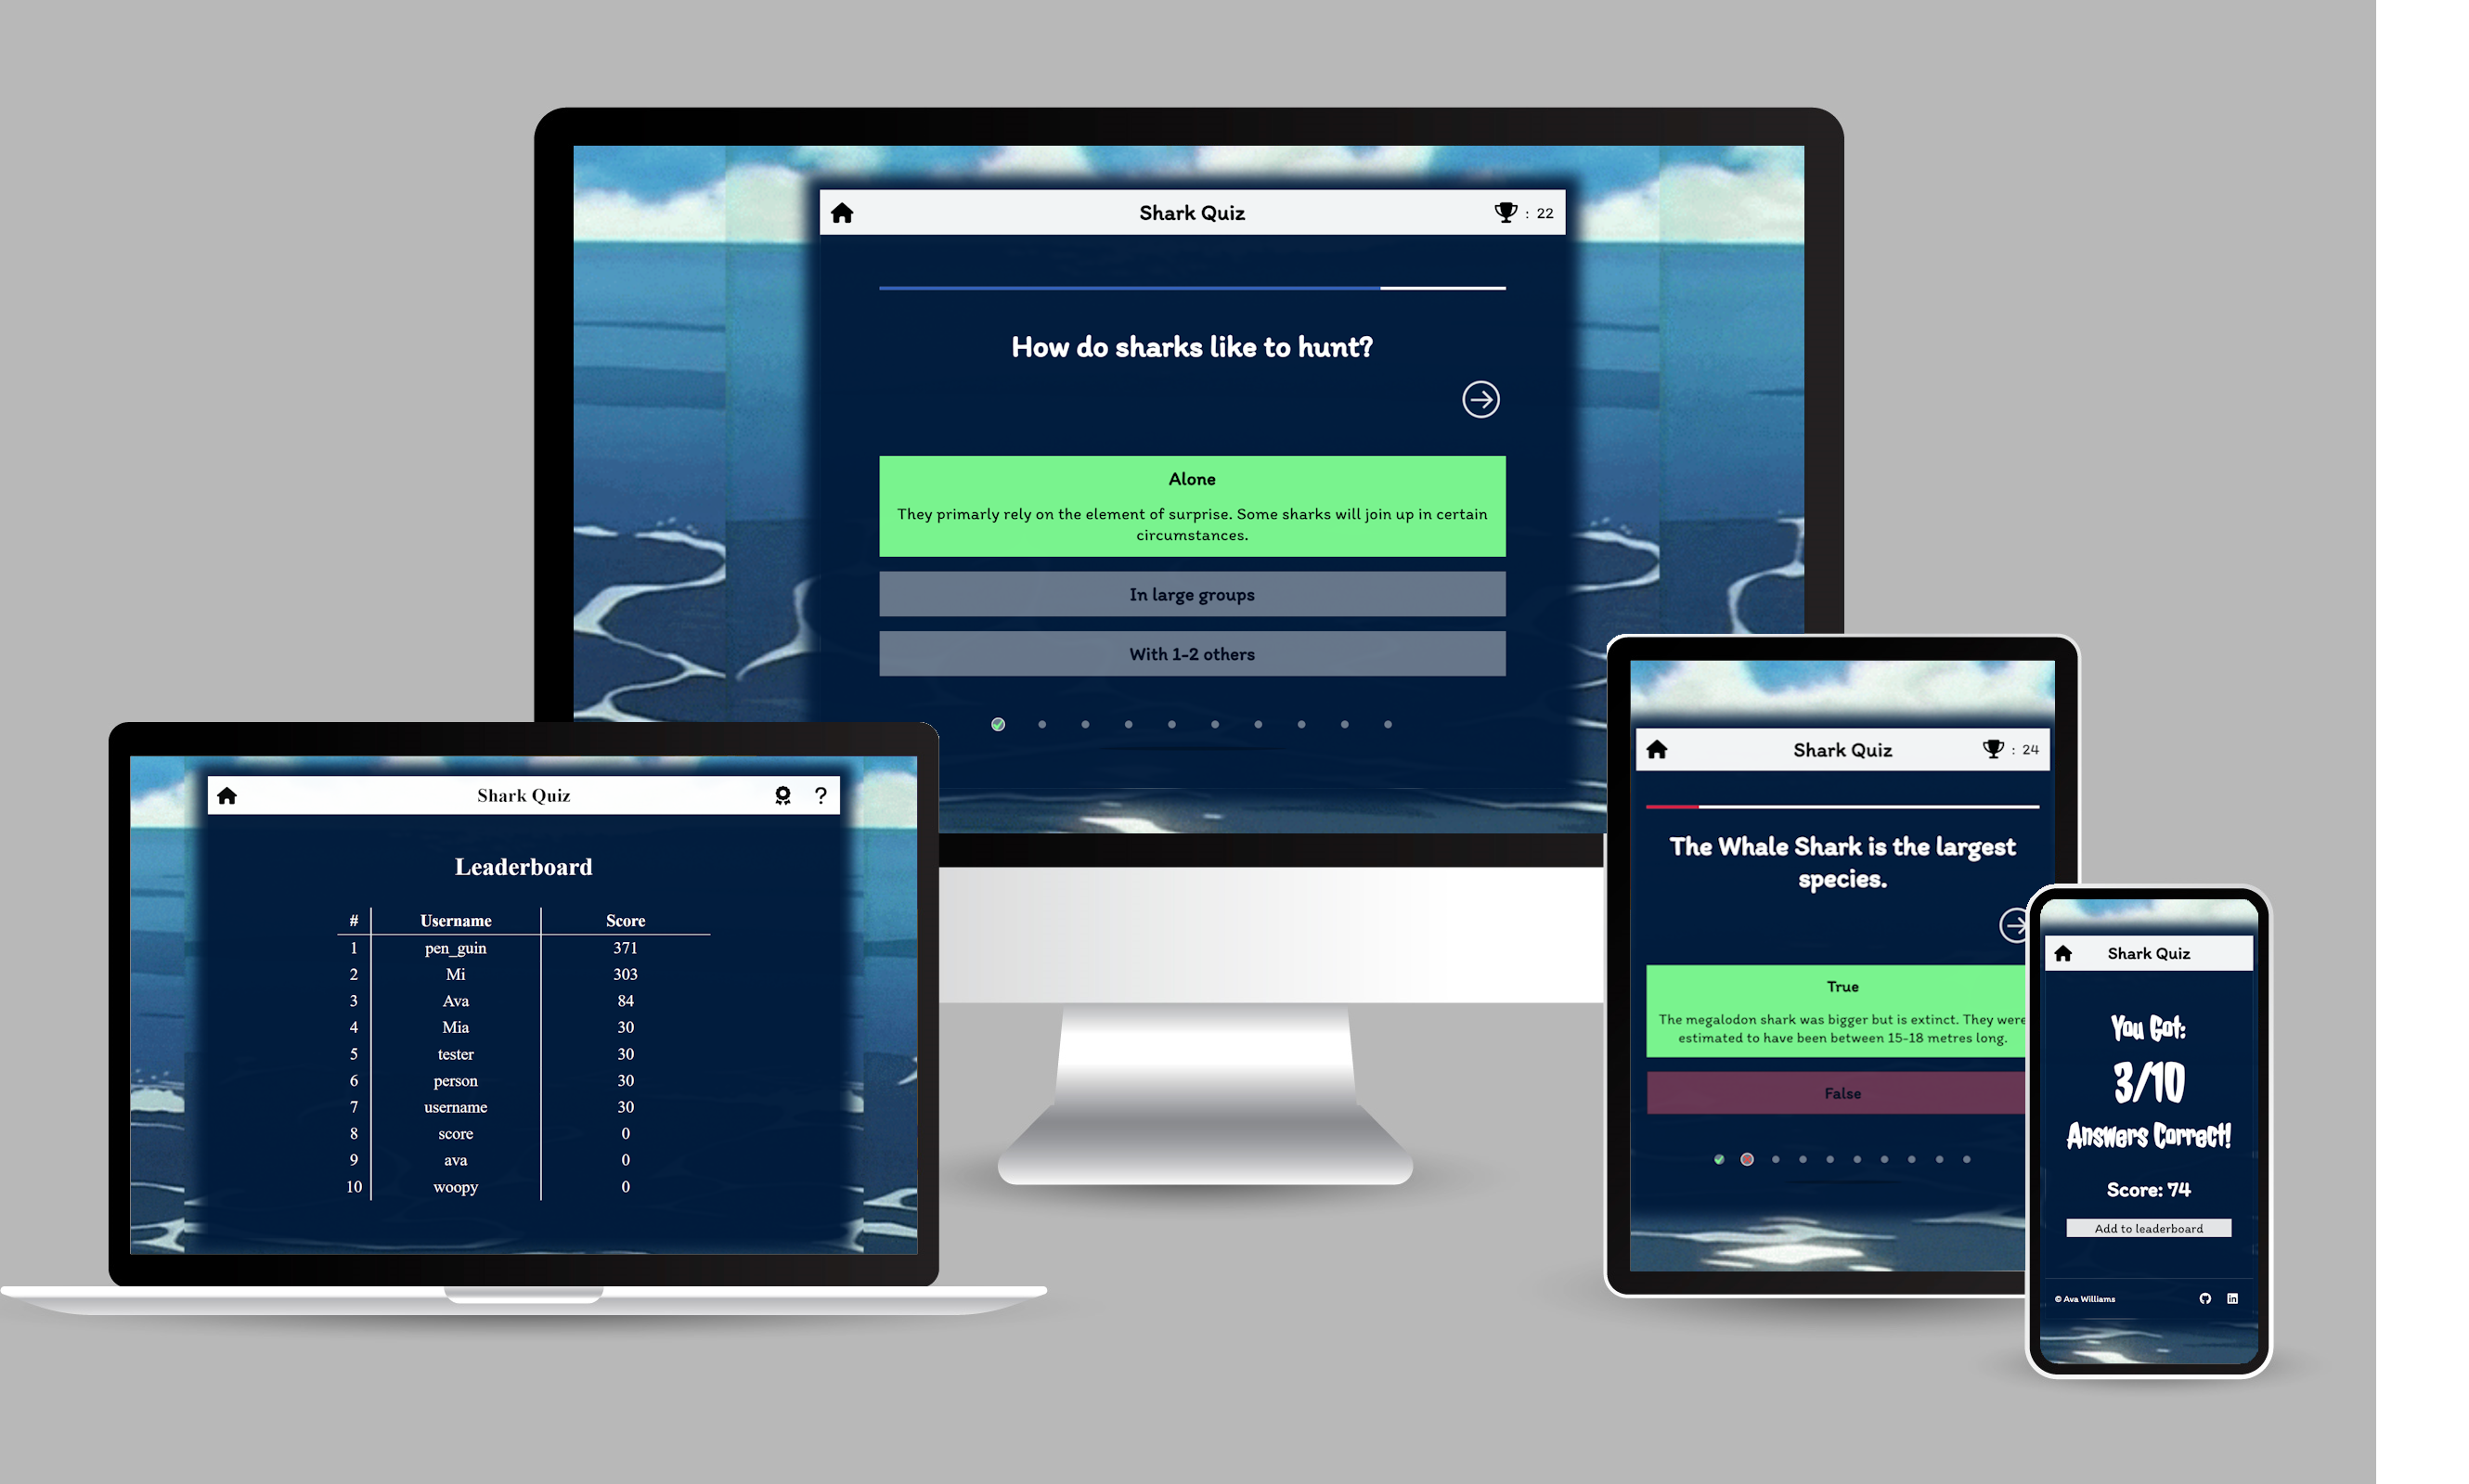 Shark Quiz : 22
How do sharks like to hunt?
Alone
They primarly rely on the element of surprise. Some sharks will join up in certain
circumstances.
In large groups
With 1-2 others
Shark Quiz ?
Leaderboard
# Username Score
1 pen_guin 371
2 Mi 303
3 Ava 84
4 Mia 30
5 tester 30
6 person 30
7 username 30
8 score 0
9 ava 0
10 woopy 0
Shark Quiz : 24
The Whale Shark is the largest
species.
True
The megalodon shark was bigger but is extinct. They were
estimated to have been between 15-18 metres long.
False
Shark Quiz
You Got:
3/10
Answers Correct!
Score: 74
Add to leaderboard
© Ava Williams